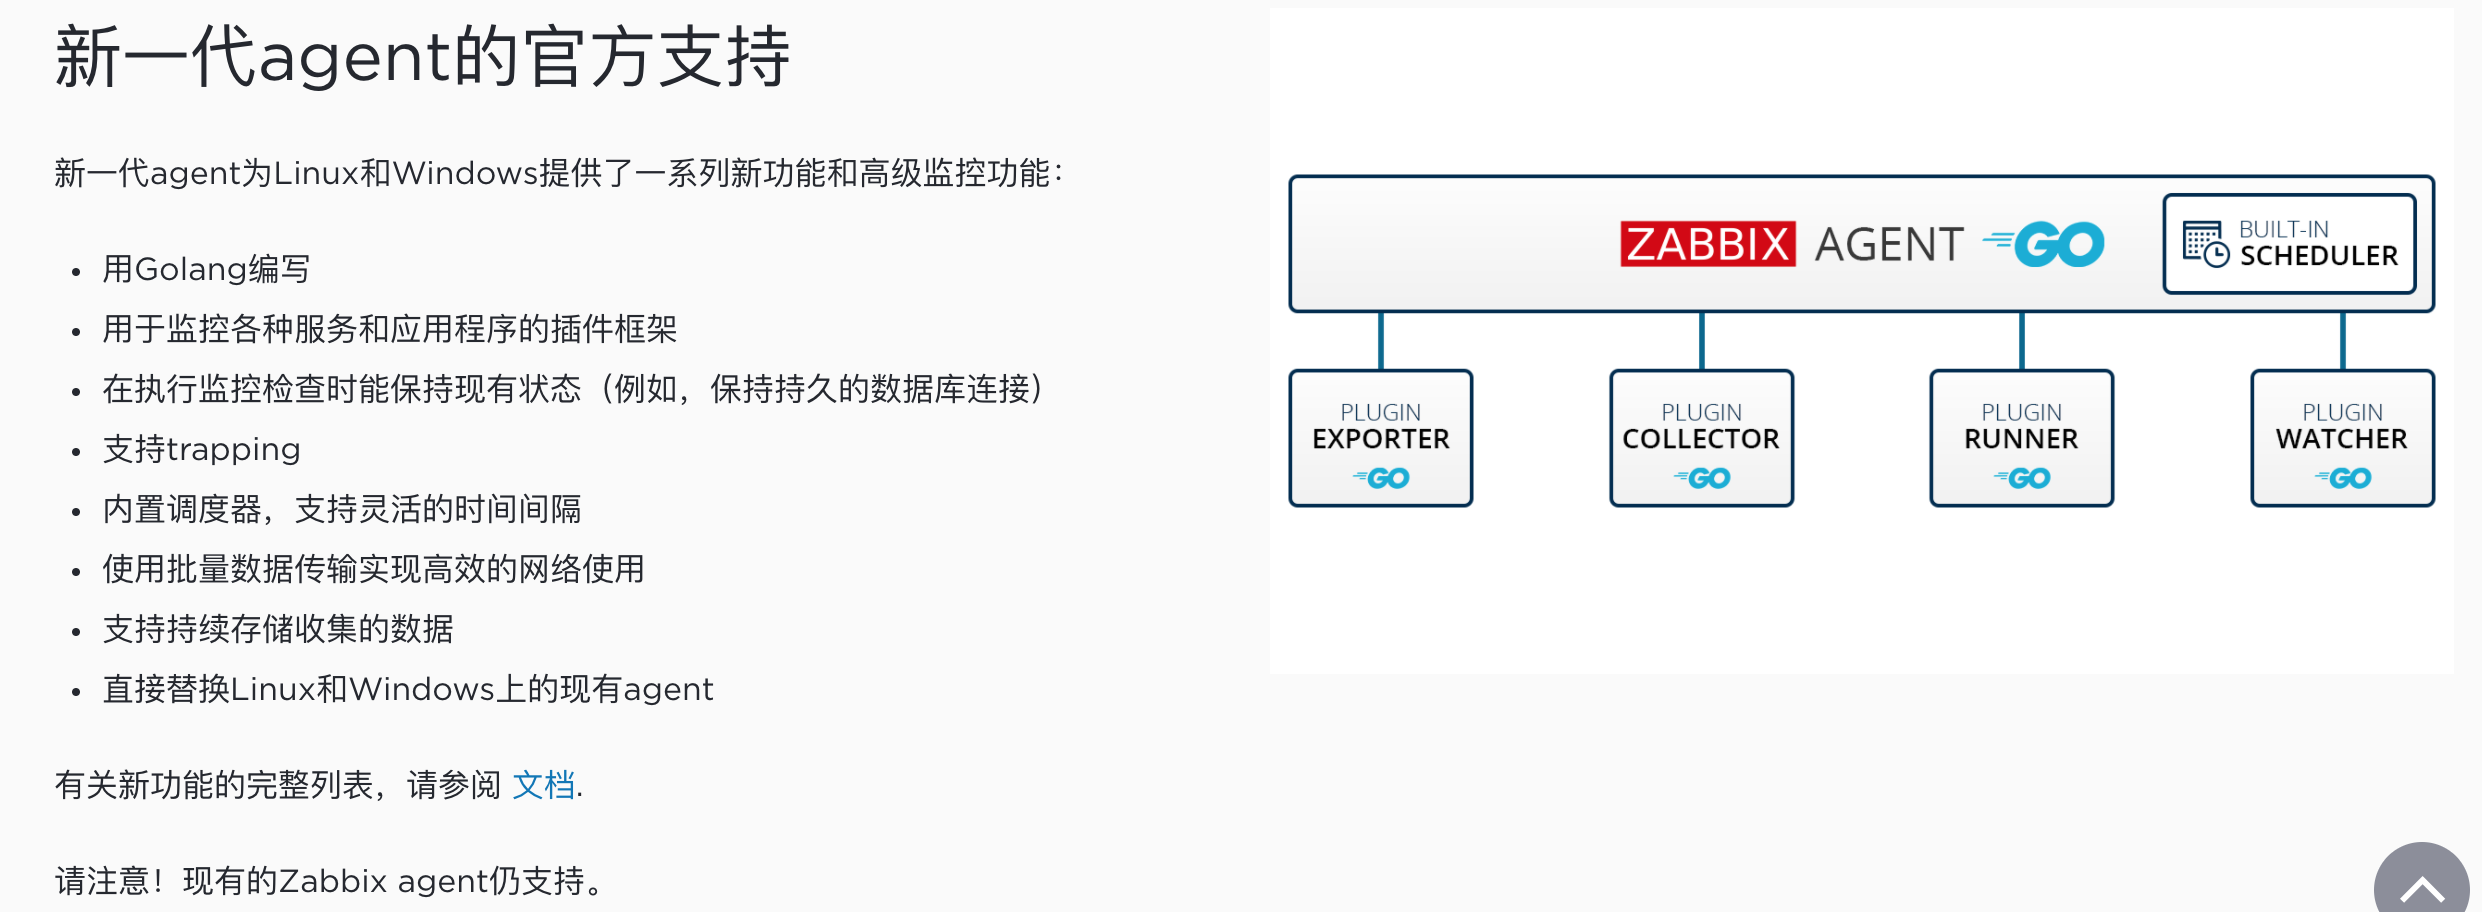 新一代agent的官方支持
新一代agent为Linux和Windows提供了一系列新功能和高级监控功能：
• 用Golang编写
• 用于监控各种服务和应用程序的插件框架
• 在执行监控检查时能保持现有状态（例如，保持持久的数据库连接）
• 支持trapping
• 内置调度器，支持灵活的时间间隔
• 使用批量数据传输实现高效的网络使用
• 支持持续存储收集的数据
• 直接替换Linux和Windows上的现有agent
有关新功能的完整列表，请参阅 文档.
请注意！现有的Zabbix agent仍支持。
ZABBIX AGENT GO
BUILT-IN
SCHEDULER
PLUGIN
EXPORTER
GO
PLUGIN
COLLECTOR
GO
PLUGIN
RUNNER
GO
PLUGIN
WATCHER
GO